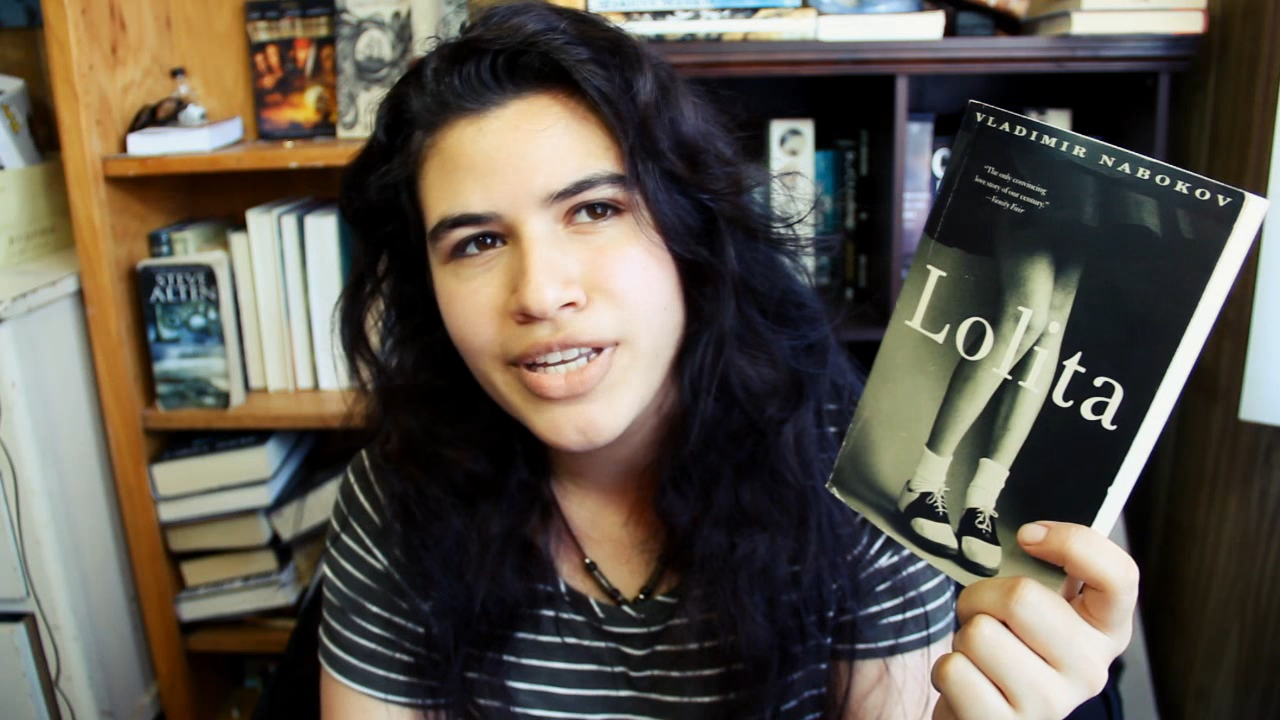 STEVE
ALTEN
VLADIMIR NABOKOV
"The only convincing
love story of our century."
—Vanity Fair
Lolita